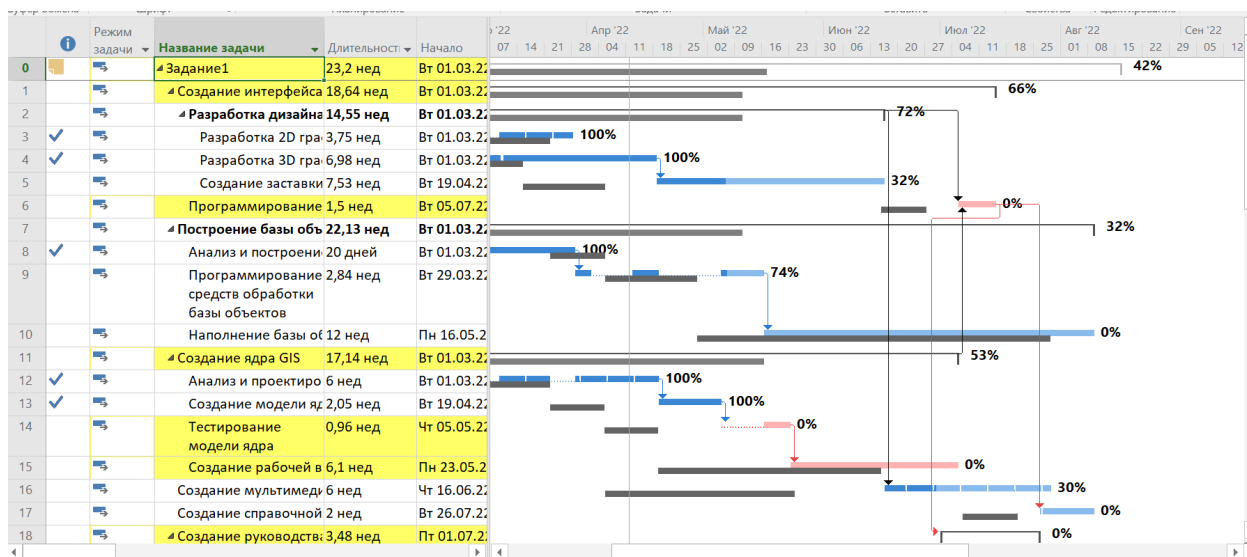 Режим задачи Название задачи Длительност Начало
'22 Апр '22 Май '22 Июн '22 Июл '22 Авг '22 Сен '22
07 14 21 28 04 11 18 25 02 09 16 23 30 06 13 20 27 04 11 18 25 01 08 15 22 29 05 12
0 Задание1 23,2 нед Вт 01.03.22 42%
1 Создание интерфейса 18,64 нед Вт 01.03.22 66%
2 Разработка дизайна 14,55 нед Вт 01.03.22 72%
3 Разработка 2D гра 3,75 нед Вт 01.03.22 100%
4 Разработка 3D гра 6,98 нед Вт 01.03.22 100%
5 Создание заставки 7,53 нед Вт 19.04.22 32%
6 Программирование 1,5 нед Вт 05.07.22 0%
7 Построение базы объ 22,13 нед Вт 01.03.22 32%
8 Анализ и построени 20 дней Вт 01.03.22 100%
9 Программирование 2,84 нед Вт 29.03.22 74%
средств обработки
базы объектов
10 Наполнение базы об 12 нед Пн 16.05.2 0%
11 Создание ядра GIS 17,14 нед Вт 01.03.22 53%
12 Анализ и проектиро 6 нед Вт 01.03.22 100%
13 Создание модели яд 2,05 нед Вт 19.04.22 100%
14 Тестирование 0,96 нед Чт 05.05.22 0%
модели ядра
15 Создание рабочей в 6,1 нед Пн 23.05.2 0%
16 Создание мультимеди 6 нед Чт 16.06.22 30%
17 Создание справочной 2 нед Вт 26.07.22 0%
18 Создание руководства 3,48 нед Пт 01.07.22 0%